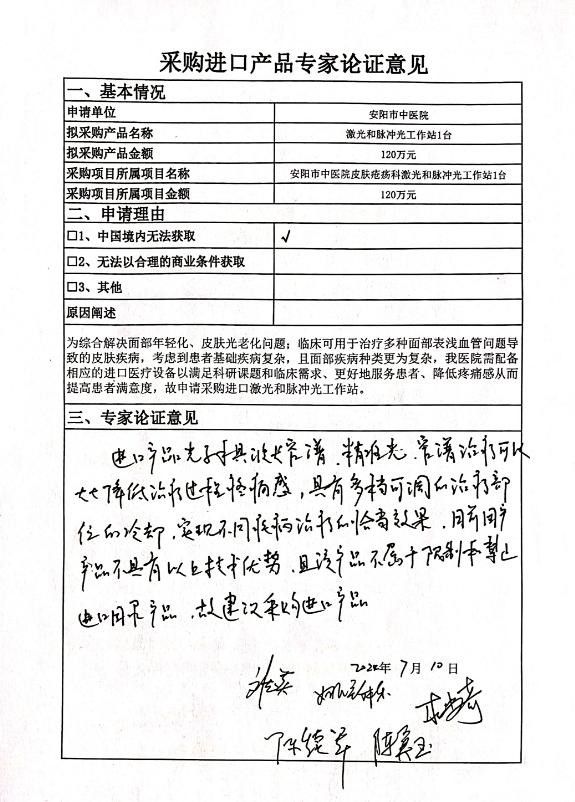 采购进口产品专家论证意见
一、基本情况
申请单位 安阳市中医院
拟采购产品名称 激光和脉冲光工作站1台
拟采购产品金额 120万元
采购项目所属项目名称 安阳市中医院皮肤疮疡科激光和脉冲光工作站1台
采购项目所属项目金额 120万元
二、申请理由
□1、中国境内无法获取 √
□2、无法以合理的商业条件获取
□3、其他
原因阐述
为综合解决面部年轻化、皮肤光老化问题；临床可用于治疗多种面部表浅血管问题导
致的皮肤疾病，考虑到患者基础疾病复杂，且面部疾病种类更为复杂，我医院需配备
相应的进口医疗设备以满足科研课题和临床需求、更好地服务患者、降低疼痛感从而
提高患者满意度，故申请采购进口激光和脉冲光工作站。
三、专家论证意见
进口产品光子手具 窄谱、精准光、窄谱治疗可以
大大降低治疗过程疼痛感，具有多档可调的治疗部
位的冷却，实现不同疾病治疗的 效果，目前国产
产品不具有以上技术优势，且该产品不属于限制和禁止
进口目录产品，故建议采购进口产品
2024年7月10日